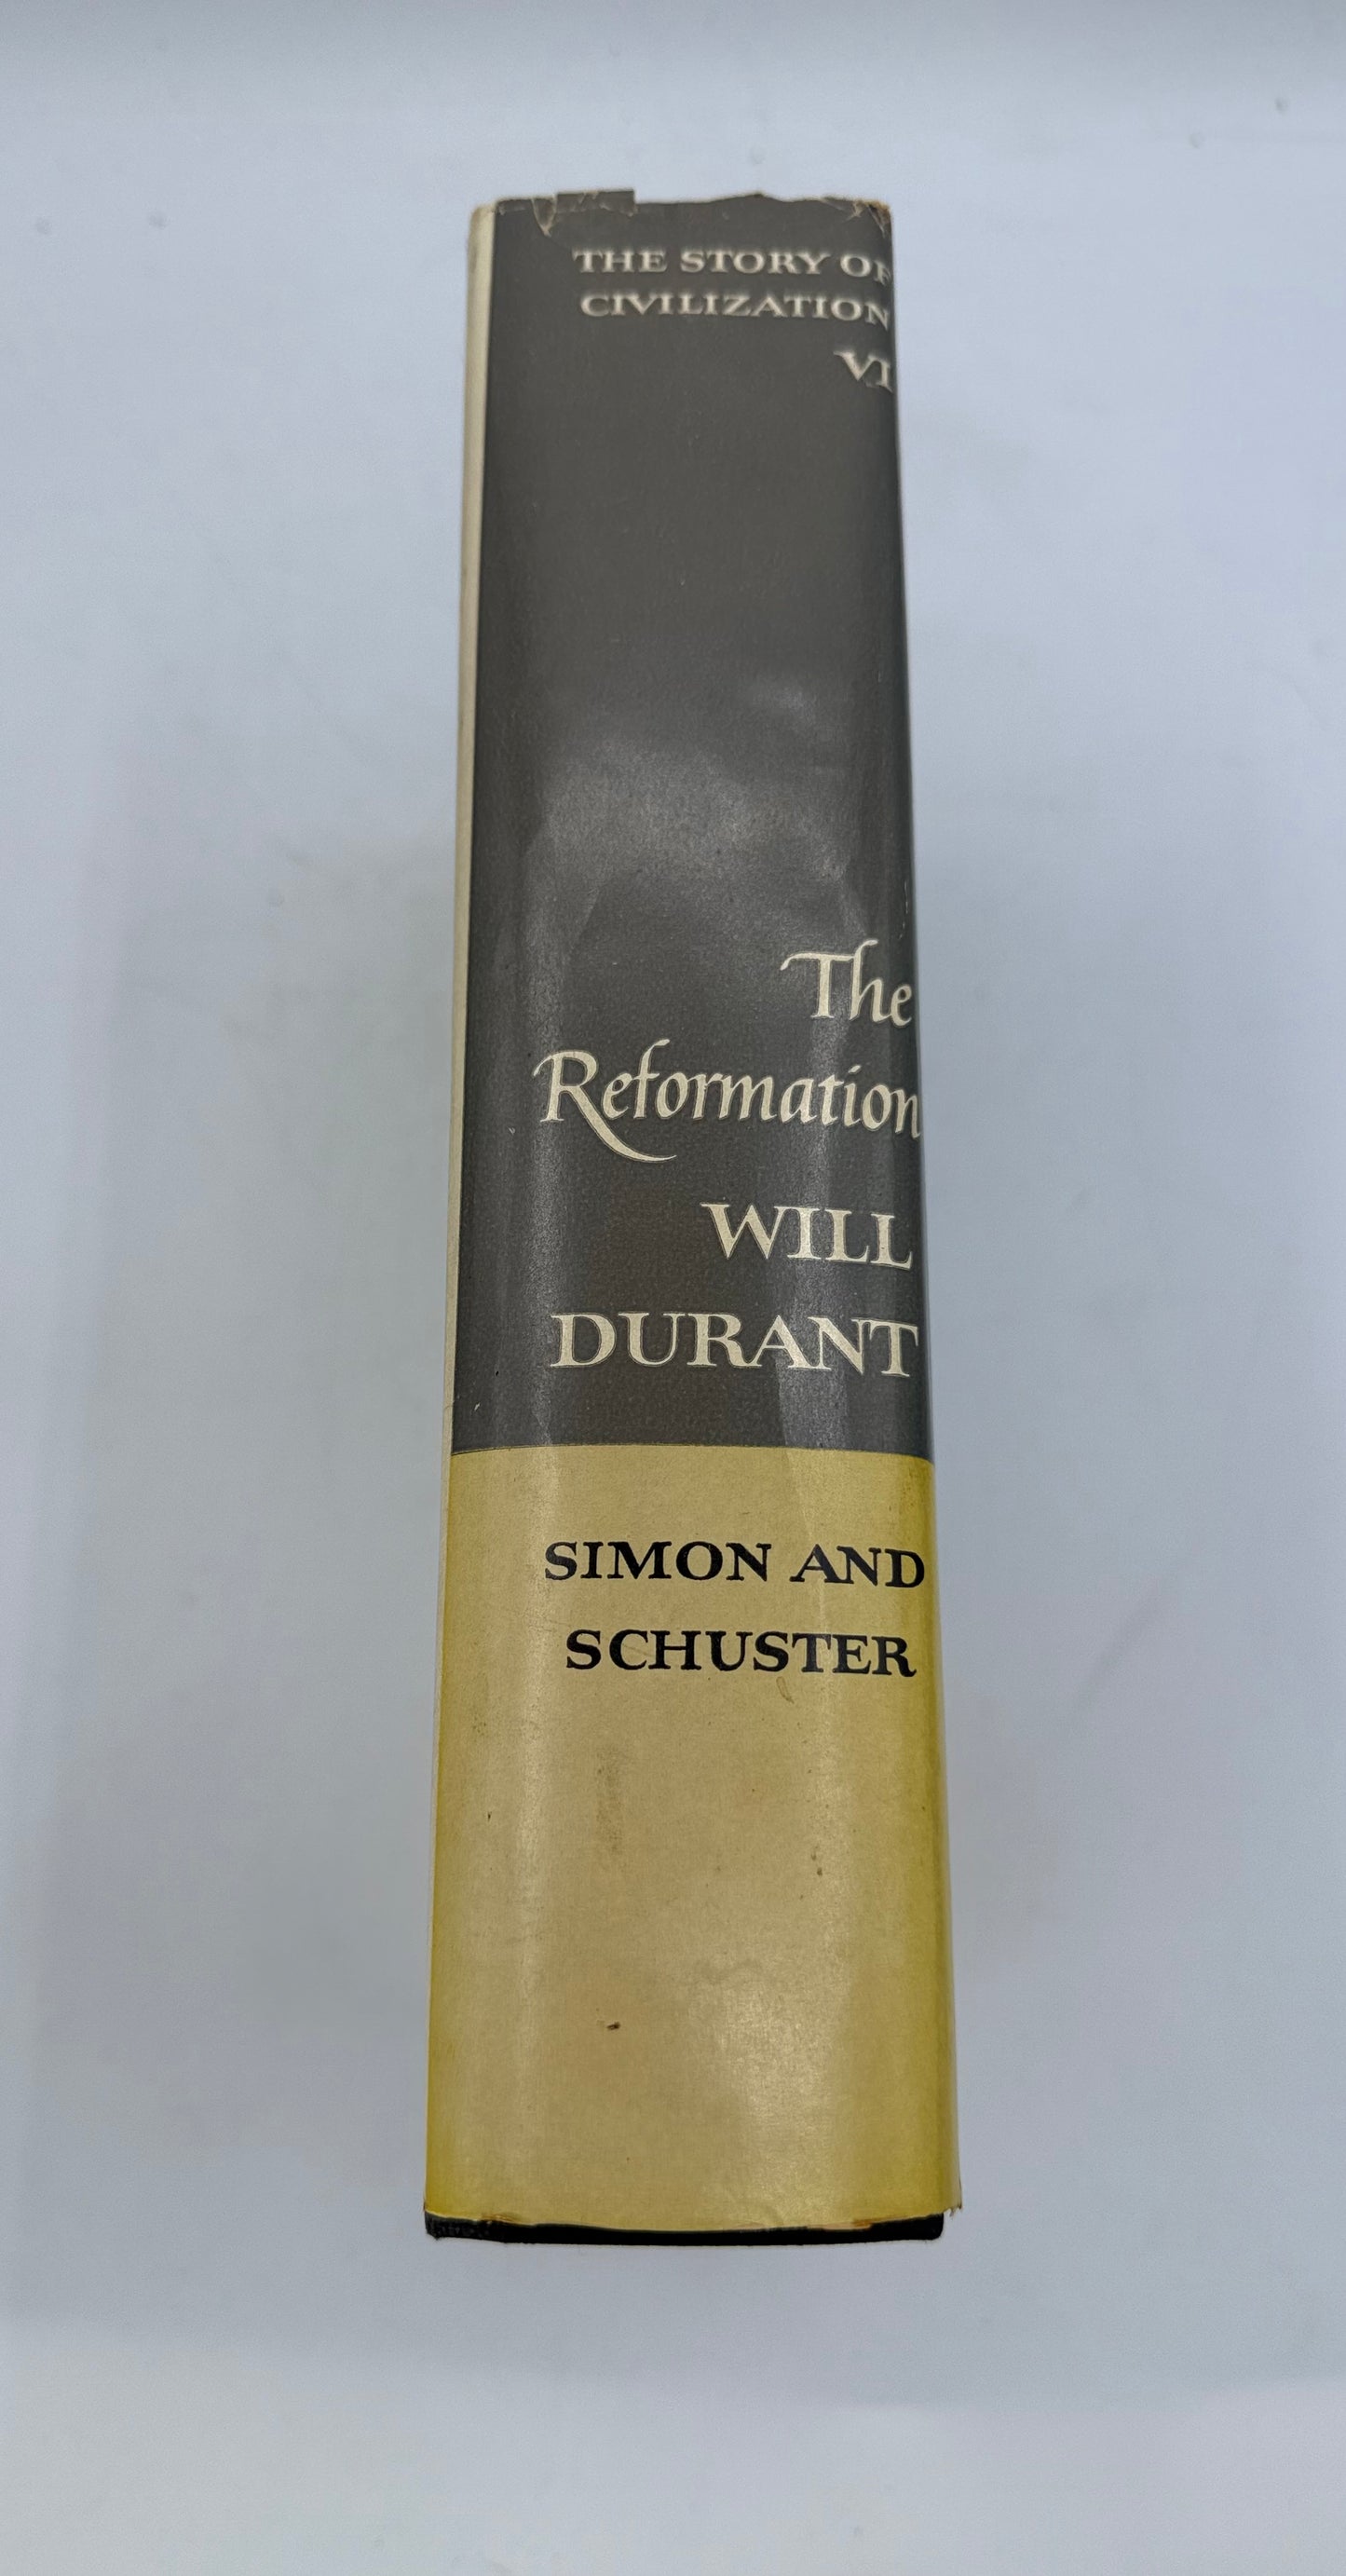 THE STORY OF
CIVILIZATION
VI
The
Reformation
WILL
DURANT
SIMON AND
SCHUSTER